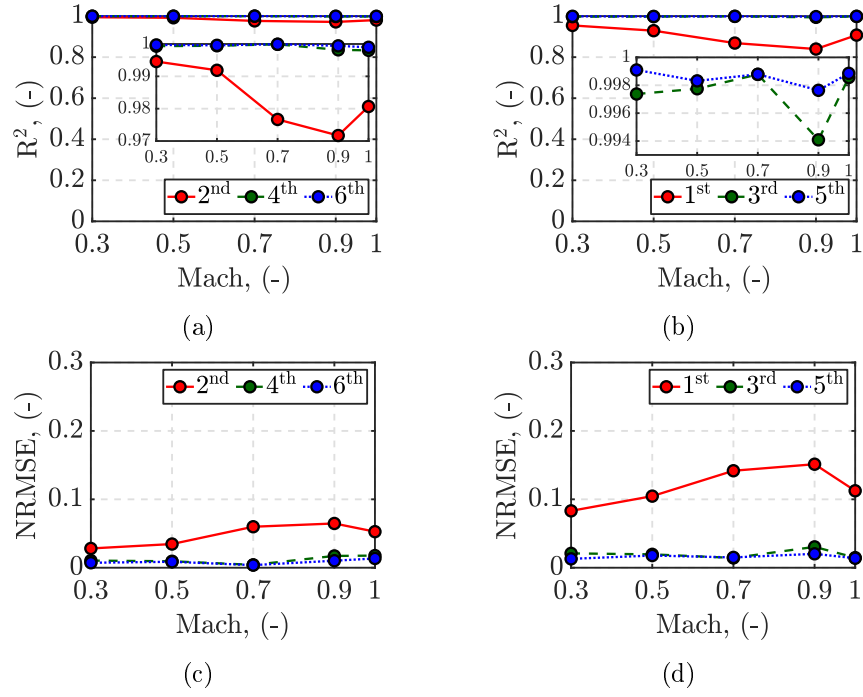 1
0.8
0.6
0.4
0.2
0
R², (-)
1
0.99
0.98
0.97
0.3 0.5 0.7 0.9 1
2nd 4th 6th
0.3 0.5 0.7 0.9 1
Mach, (-)
(a)
1
0.8
0.6
0.4
0.2
0
R², (-)
1
0.998
0.996
0.994
0.3 0.5 0.7 0.9 1
1st 3rd 5th
0.3 0.5 0.7 0.9 1
Mach, (-)
(b)
0.3
0.2
0.1
0
NRMSE, (-)
2nd 4th 6th
0.3 0.5 0.7 0.9 1
Mach, (-)
(c)
0.3
0.2
0.1
0
NRMSE, (-)
1st 3rd 5th
0.3 0.5 0.7 0.9 1
Mach, (-)
(d)